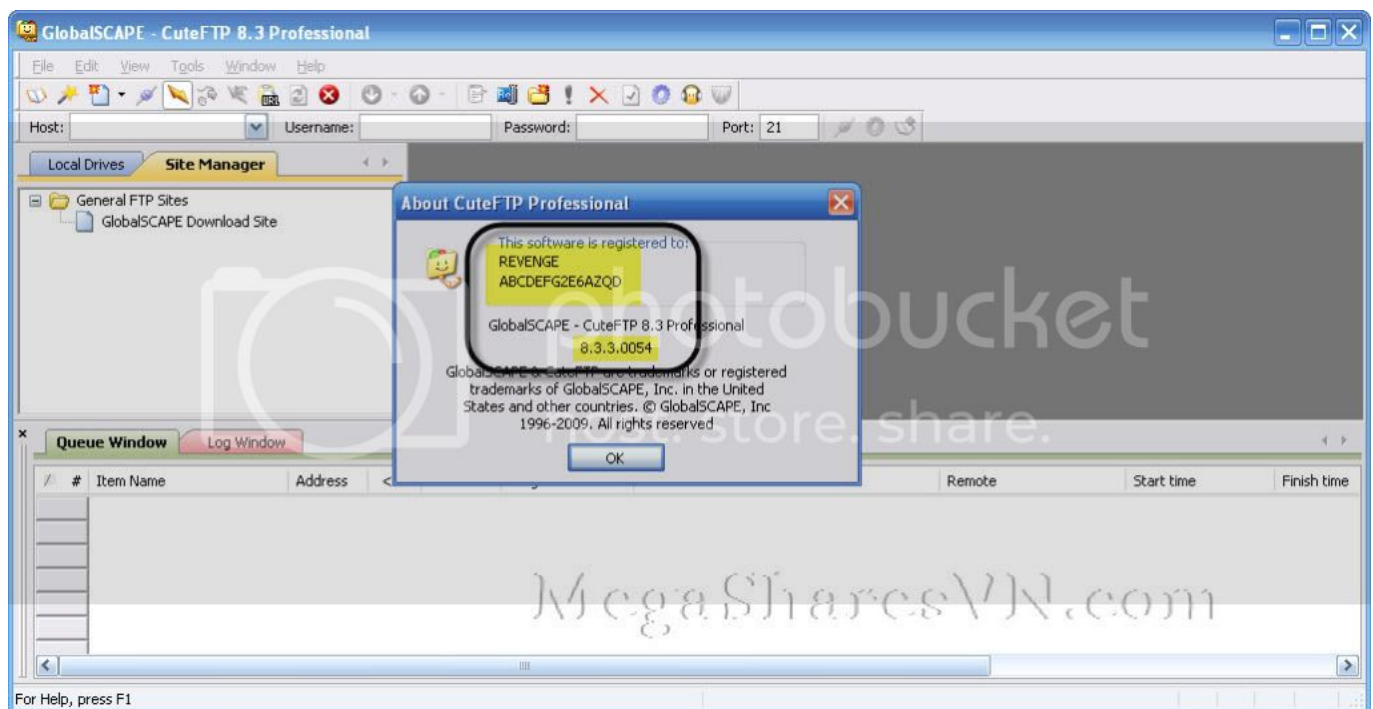 GlobalSCAPE - CuteFTP 8.3 Professional
File Edit View Tools Window Help
Host: Username: Password: Port: 21
Local Drives Site Manager
General FTP Sites
GlobalSCAPE Download Site
About CuteFTP Professional
This software is registered to:
REVENGE
ABCDEFG2E6AZQD
GlobalSCAPE - CuteFTP 8.3 Professional
8.3.3.0054
GlobalSCAPE & CuteFTP are trademarks or registered
trademarks of GlobalSCAPE, Inc. in the United
States and other countries. © GlobalSCAPE, Inc
1996-2009. All rights reserved
OK
photobucket
host. store. share.
Queue Window Log Window
# Item Name Address Remote Start time Finish time
MegaSharesVN.com
For Help, press F1